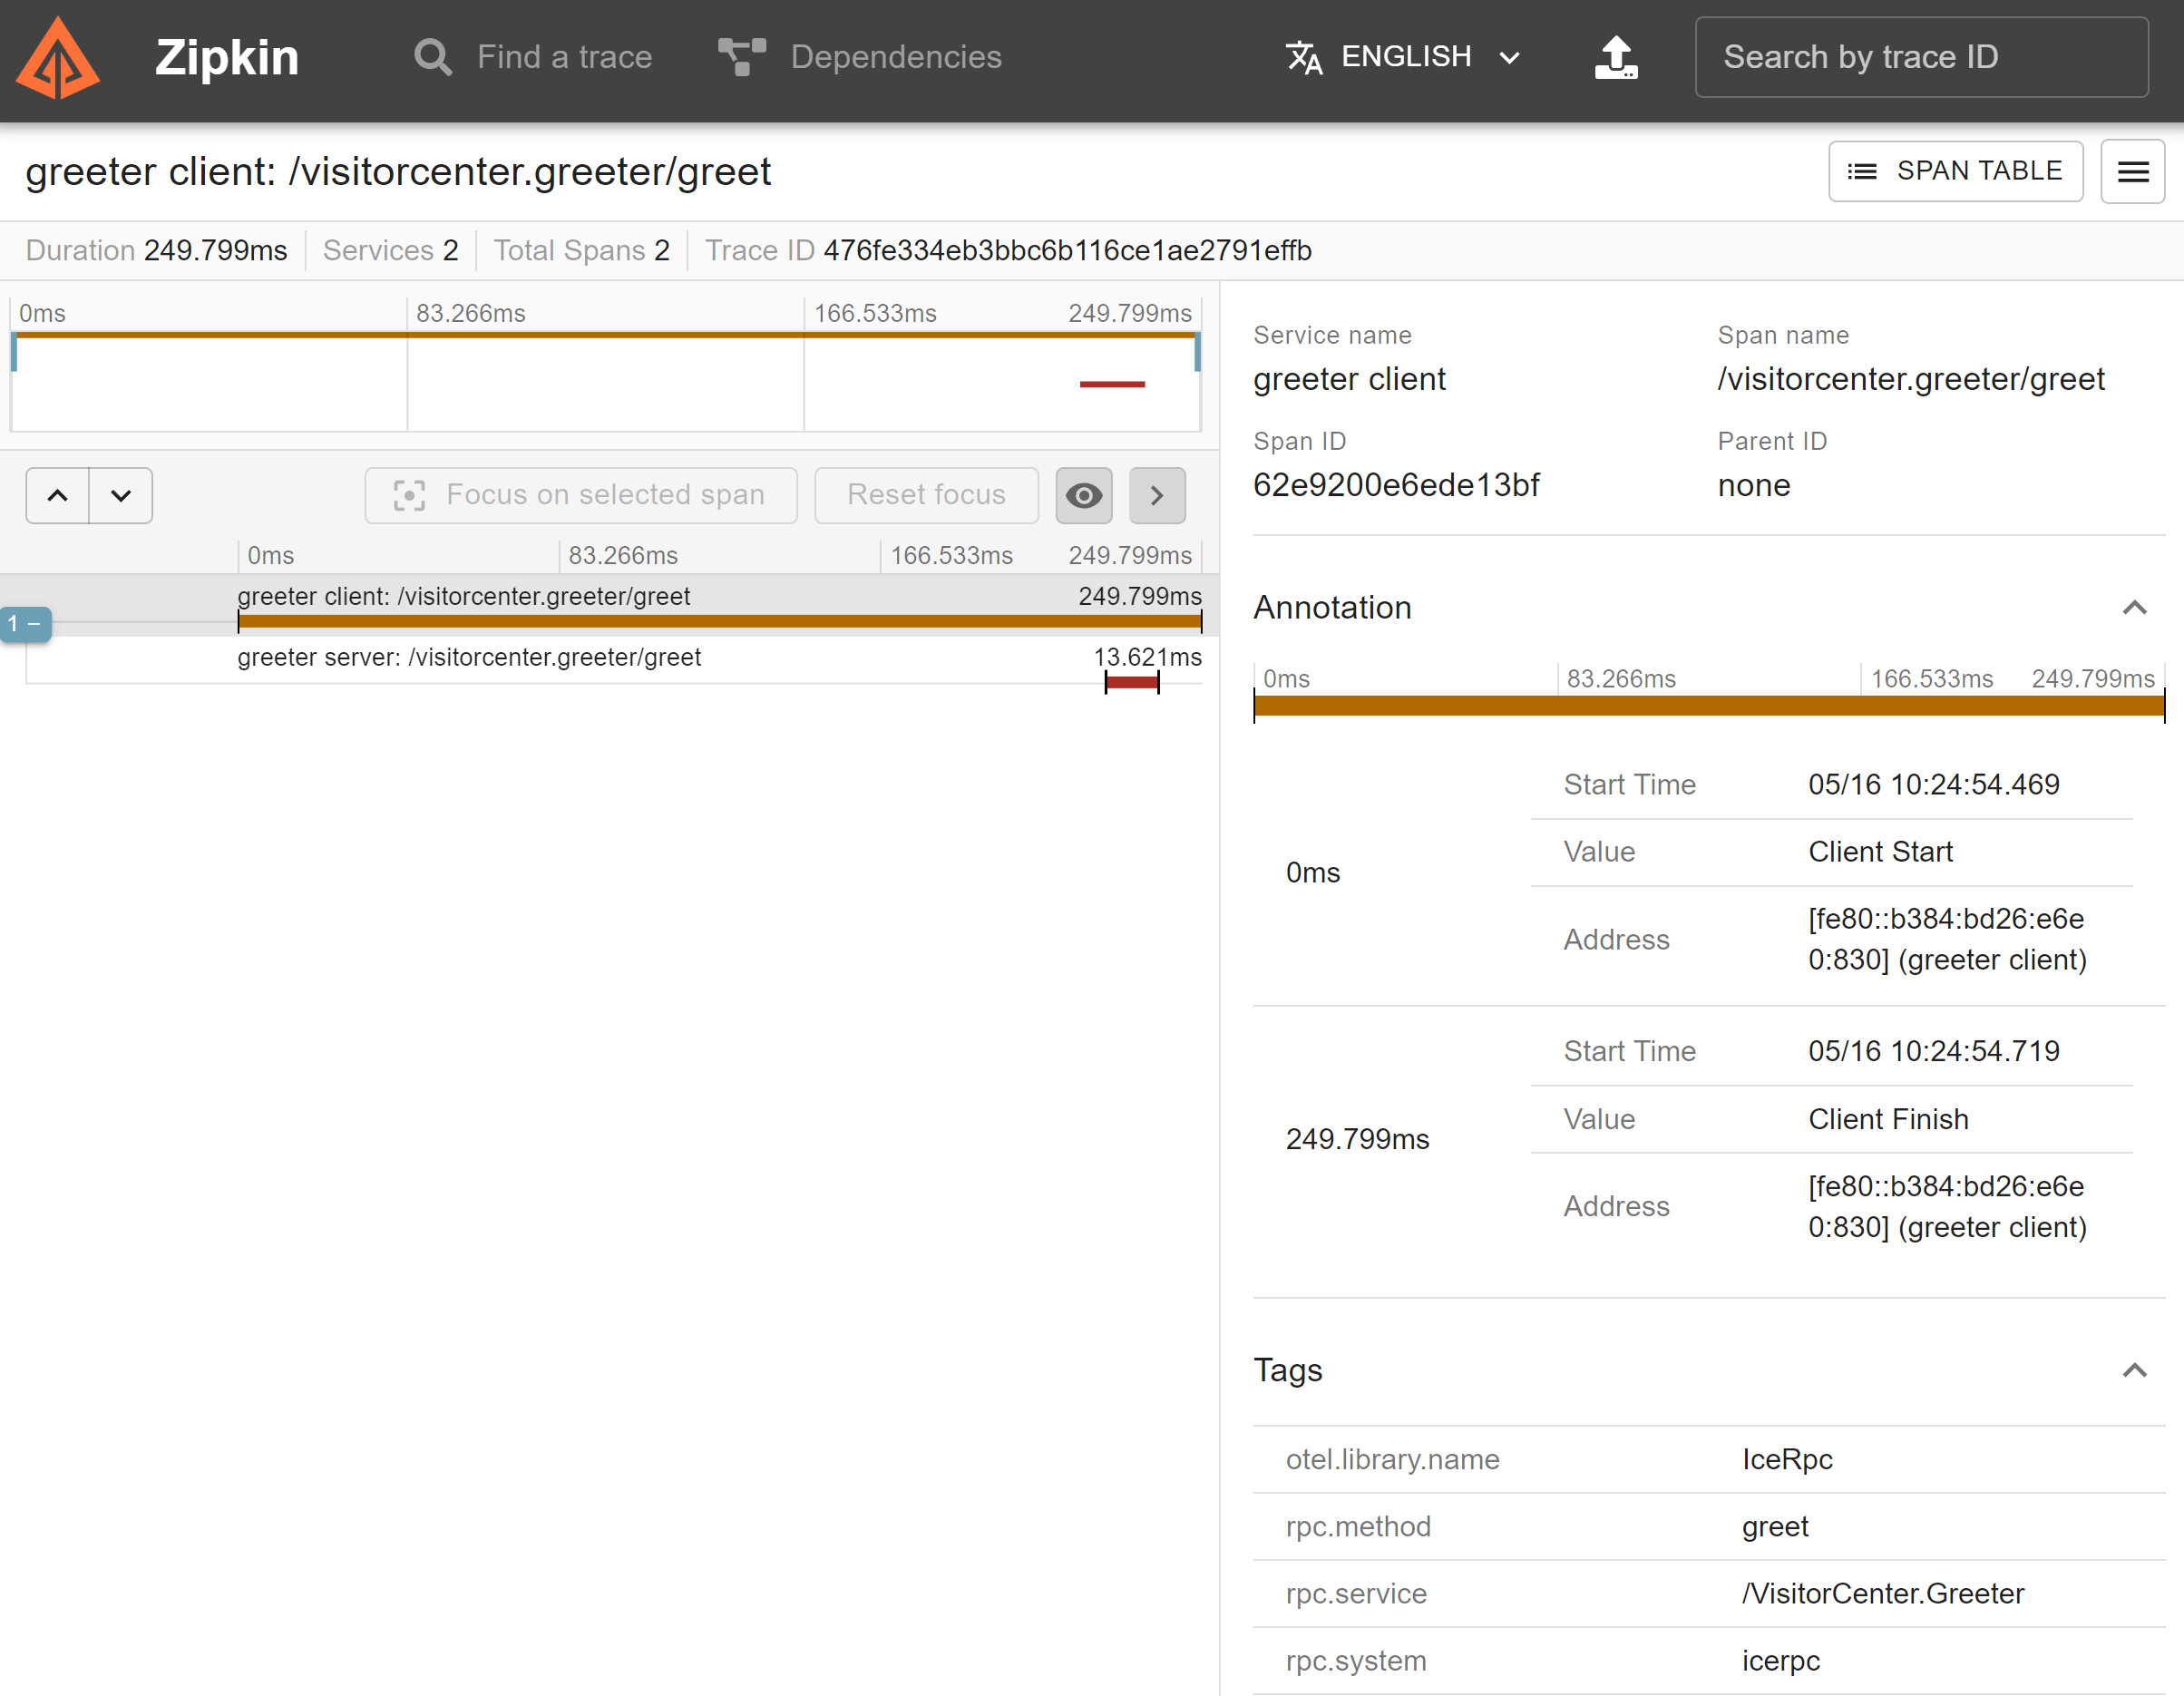 Zipkin Find a trace Dependencies ENGLISH Search by trace ID
greeter client: /visitorcenter.greeter/greet SPAN TABLE
Duration 249.799ms Services 2 Total Spans 2 Trace ID 476fe334eb3bbc6b116ce1ae2791effb
0ms 83.266ms 166.533ms 249.799ms
Focus on selected span Reset focus
0ms 83.266ms 166.533ms 249.799ms
greeter client: /visitorcenter.greeter/greet 249.799ms
1 −
greeter server: /visitorcenter.greeter/greet 13.621ms
Service name Span name
greeter client /visitorcenter.greeter/greet
Span ID Parent ID
62e9200e6ede13bf none
Annotation
0ms 83.266ms 166.533ms 249.799ms
Start Time 05/16 10:24:54.469
Value Client Start
0ms
Address [fe80::b384:bd26:e6e
0:830] (greeter client)
Start Time 05/16 10:24:54.719
Value Client Finish
249.799ms
Address [fe80::b384:bd26:e6e
0:830] (greeter client)
Tags
otel.library.name IceRpc
rpc.method greet
rpc.service /VisitorCenter.Greeter
rpc.system icerpc